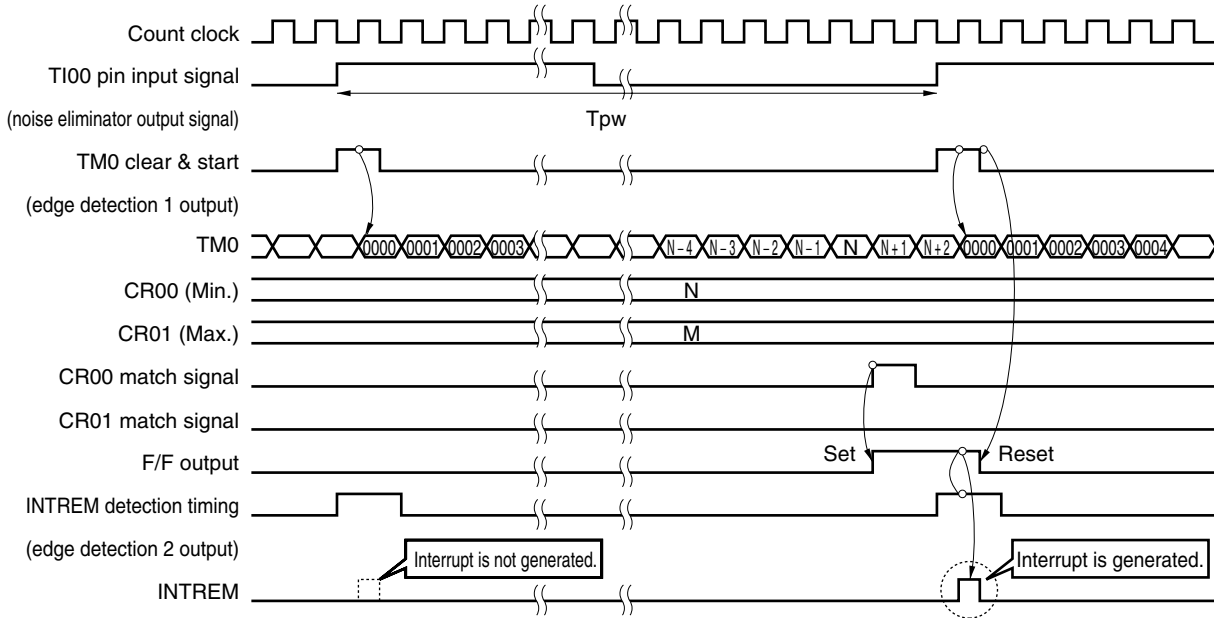 Count clock
TI00 pin input signal
(noise eliminator output signal)
Tpw
TM0 clear & start
(edge detection 1 output)
TM0 0000 0001 0002 0003 N – 4 N – 3 N – 2 N – 1 N N + 1 N + 2 0000 0001 0002 0003 0004
CR00 (Min.) N
CR01 (Max.) M
CR00 match signal
CR01 match signal
F/F output Set Reset
INTREM detection timing
(edge detection 2 output)
Interrupt is not generated. Interrupt is generated.
INTREM